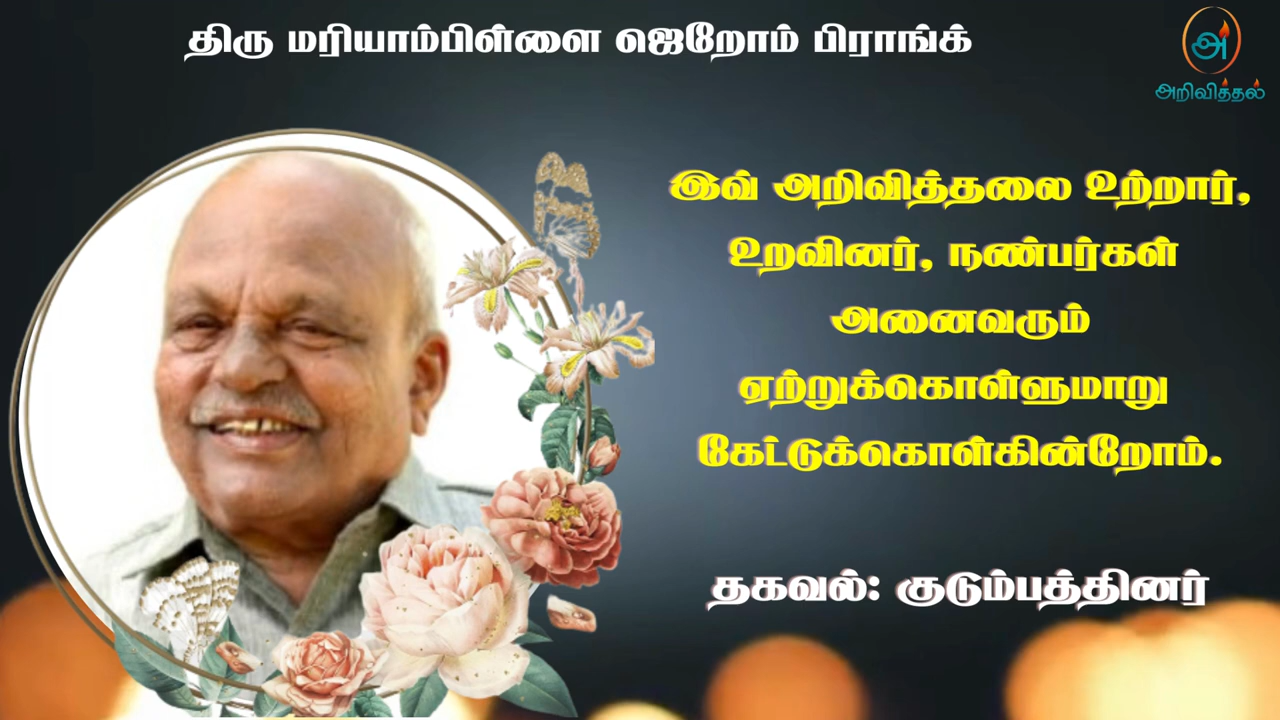 திரு மரியாம்பிள்ளை ஜெறோம் பிராங்க்
அ
அறிவித்தல்
இவ் அறிவித்தலை உற்றார்,
உறவினர், நண்பர்கள்
அனைவரும்
ஏற்றுக்கொள்ளுமாறு
கேட்டுக்கொள்கின்றோம்.
தகவல்: குடும்பத்தினர்